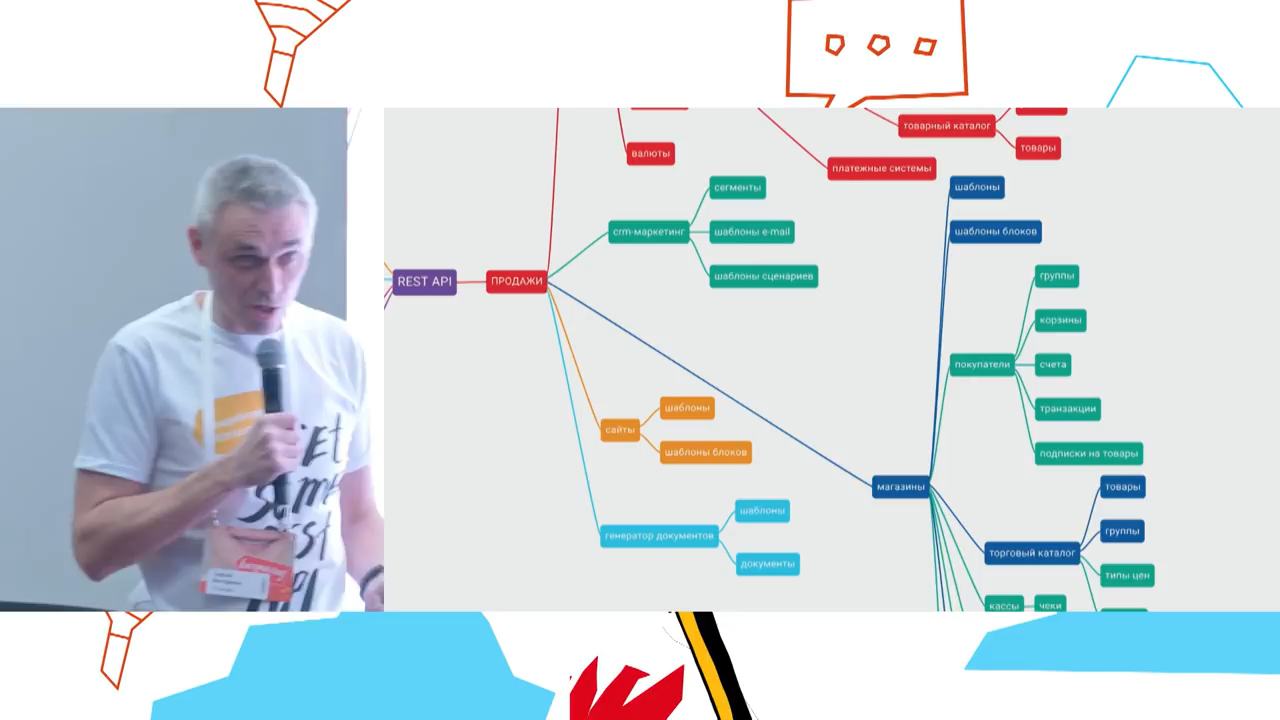 товарный каталог
товары
валюты
платежные системы
сегменты
шаблоны
crm-маркетинг
шаблоны e-mail
шаблоны блоков
шаблоны сценариев
группы
REST API
ПРОДАЖИ
корзины
покупатели
счета
шаблоны
транзакции
сайты
шаблоны блоков
подписки на товары
магазины
товары
шаблоны
группы
генератор документов
торговый каталог
документы
типы цен
кассы
чеки